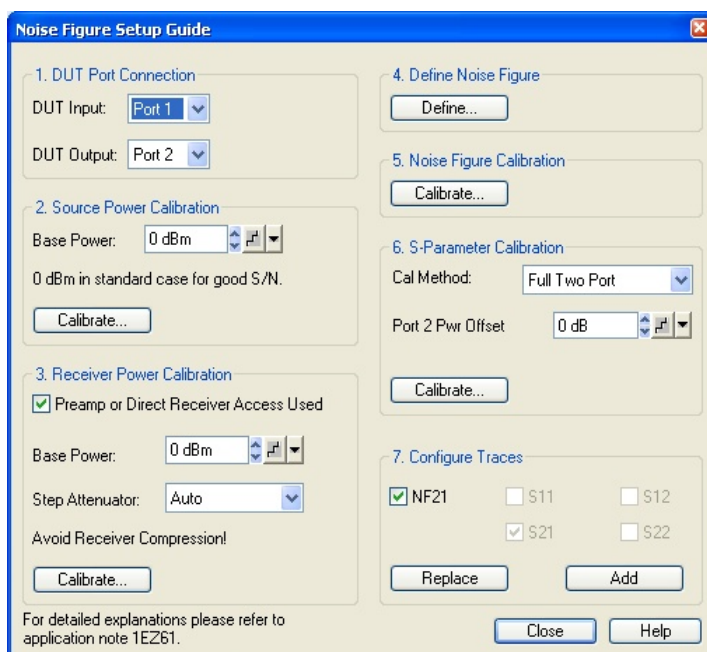 Noise Figure Setup Guide
1. DUT Port Connection
DUT Input: Port 1
DUT Output: Port 2
2. Source Power Calibration
Base Power: 0 dBm
0 dBm in standard case for good S/N.
Calibrate...
3. Receiver Power Calibration
Preamp or Direct Receiver Access Used
Base Power: 0 dBm
Step Attenuator: Auto
Avoid Receiver Compression!
Calibrate...
For detailed explanations please refer to
application note 1EZ61.
4. Define Noise Figure
Define...
5. Noise Figure Calibration
Calibrate...
6. S-Parameter Calibration
Cal Method: Full Two Port
Port 2 Pwr Offset 0 dB
Calibrate...
7. Configure Traces
NF21 S11 S12
S21 S22
Replace Add
Close Help